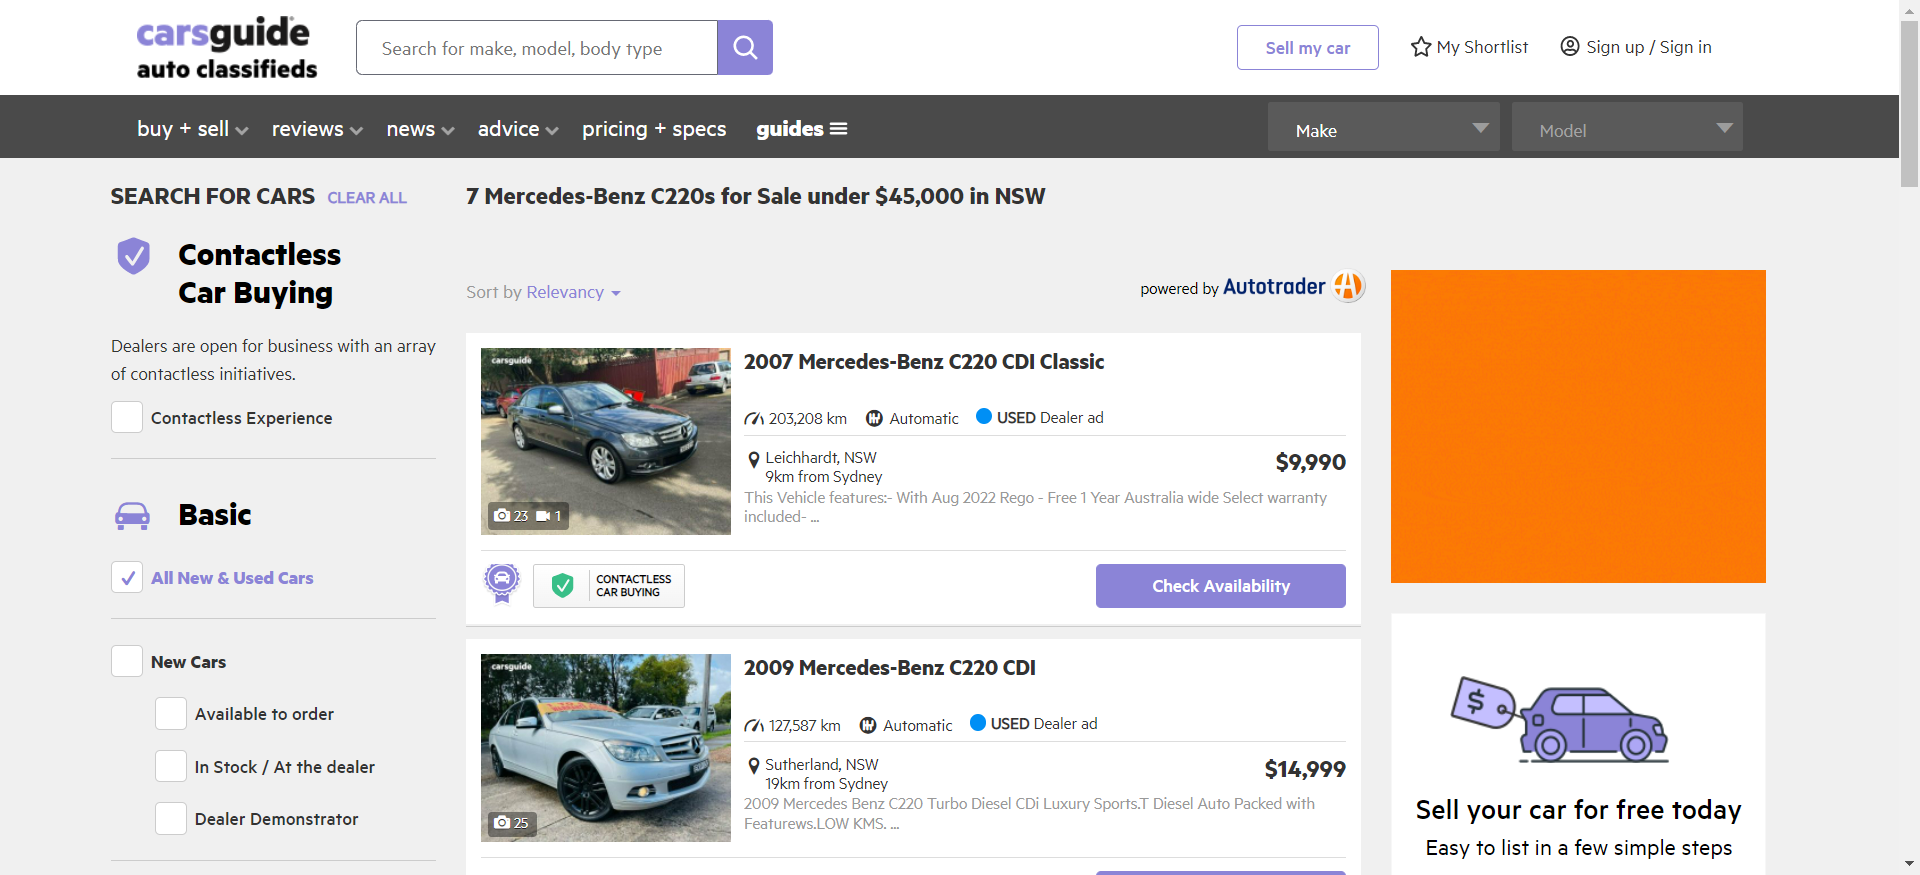 carsguide
auto classifieds
Search for make, model, body type
Sell my car
My Shortlist
Sign up / Sign in
buy + sell
reviews
news
advice
pricing + specs
guides
Make
Model
SEARCH FOR CARS CLEAR ALL
Contactless
Car Buying
Dealers are open for business with an array
of contactless initiatives.
Contactless Experience
Basic
All New & Used Cars
New Cars
Available to order
In Stock / At the dealer
Dealer Demonstrator
7 Mercedes-Benz C220s for Sale under $45,000 in NSW
Sort by Relevancy
powered by Autotrader
carsguide
23 1
2007 Mercedes-Benz C220 CDI Classic
203,208 km Automatic USED Dealer ad
Leichhardt, NSW
9km from Sydney
$9,990
This Vehicle features:- With Aug 2022 Rego - Free 1 Year Australia wide Select warranty
included- ...
CONTACTLESS
CAR BUYING
Check Availability
carsguide
25
2009 Mercedes-Benz C220 CDI
127,587 km Automatic USED Dealer ad
Sutherland, NSW
19km from Sydney
$14,999
2009 Mercedes Benz C220 Turbo Diesel CDi Luxury Sports.T Diesel Auto Packed with
Featurews.LOW KMS. ...
$
Sell your car for free today
Easy to list in a few simple steps